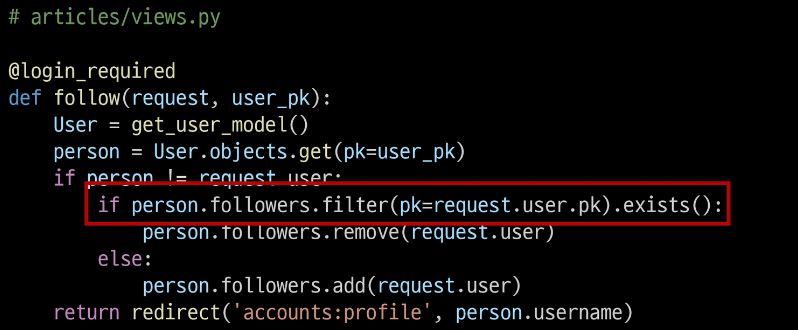 # articles/views.py
@login_required
def follow(request, user_pk):
    User = get_user_model()
    person = User.objects.get(pk=user_pk)
    if person != request.user:
        if person.followers.filter(pk=request.user.pk).exists():
            person.followers.remove(request.user)
        else:
            person.followers.add(request.user)
    return redirect('accounts:profile', person.username)